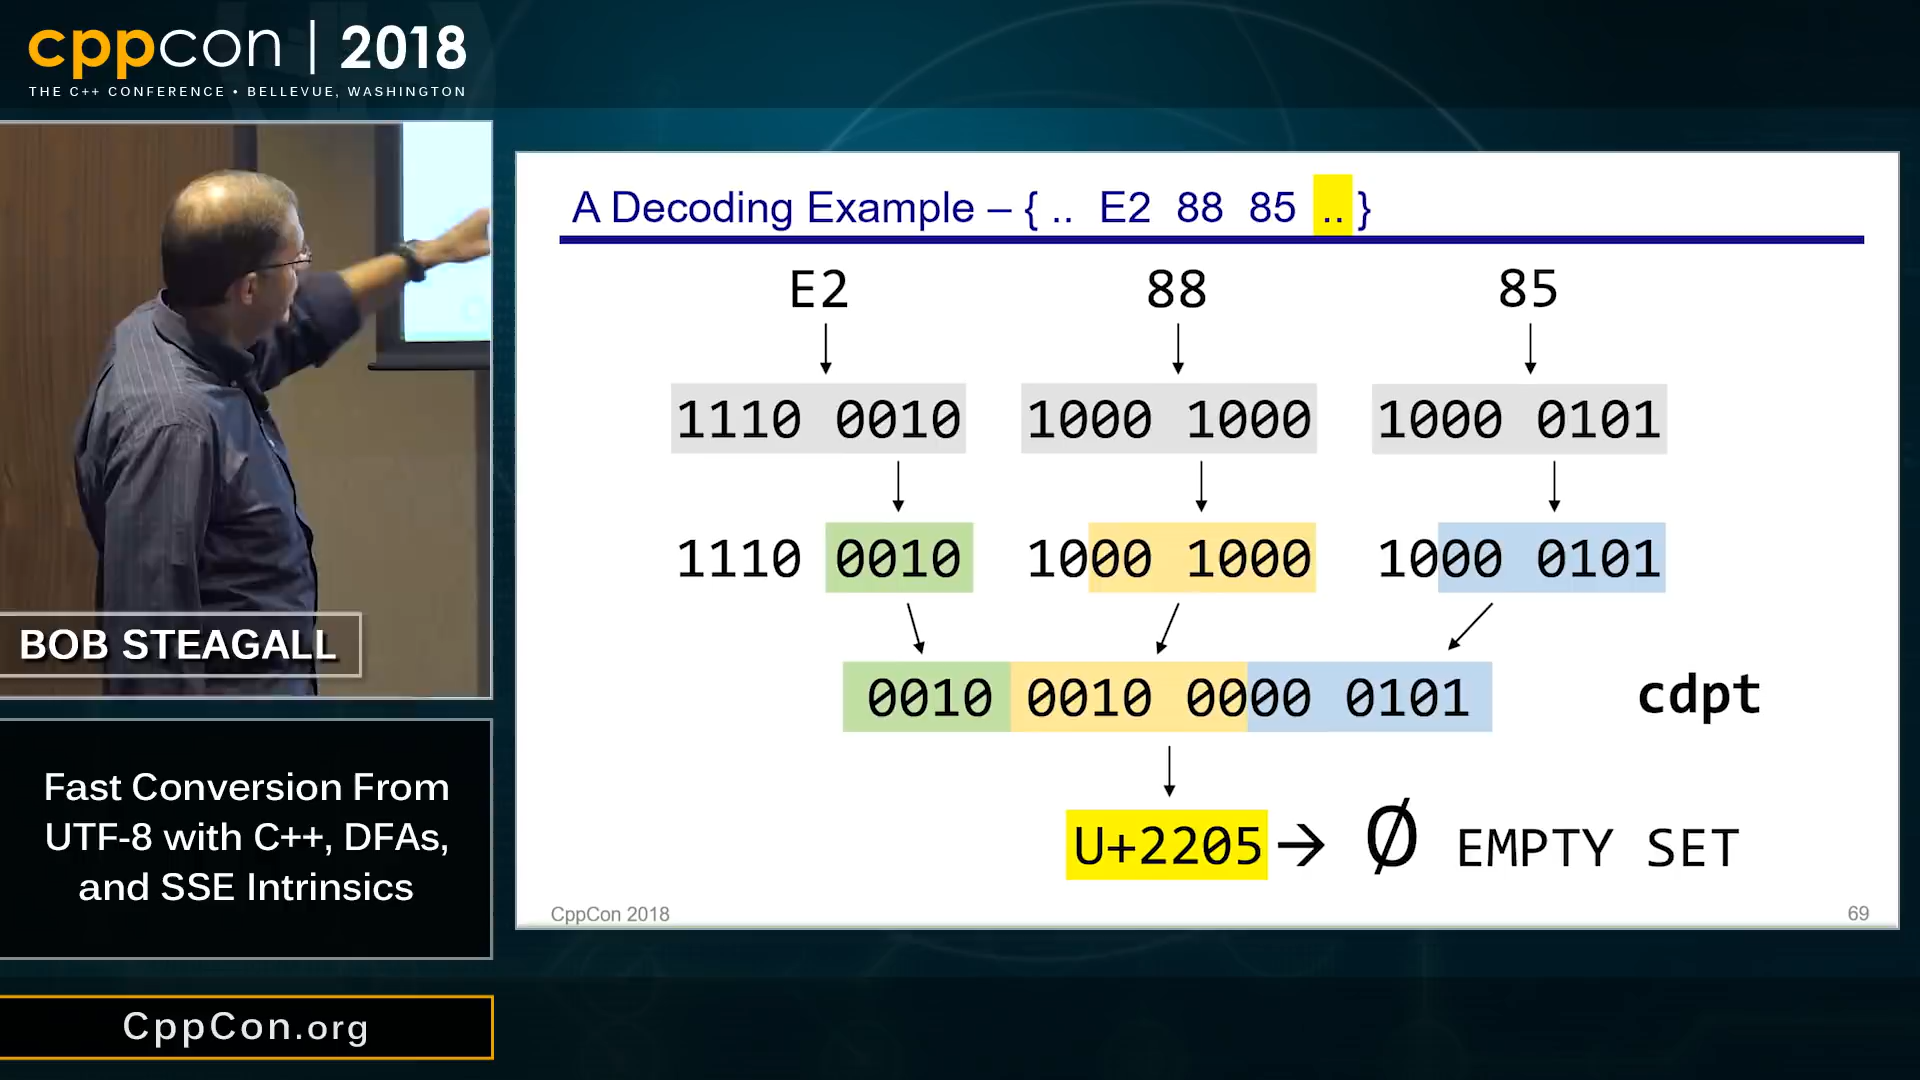 cppcon | 2018
THE C++ CONFERENCE • BELLEVUE, WASHINGTON
BOB STEAGALL
Fast Conversion From
UTF-8 with C++, DFAs,
and SSE Intrinsics
CppCon.org
A Decoding Example – { .. E2 88 85 .. }
E2 88 85
1110 0010 1000 1000 1000 0101
1110 0010 1000 1000 1000 0101
0010 0010 0000 0101 cdpt
U+2205 → Ø EMPTY SET
CppCon 2018 69